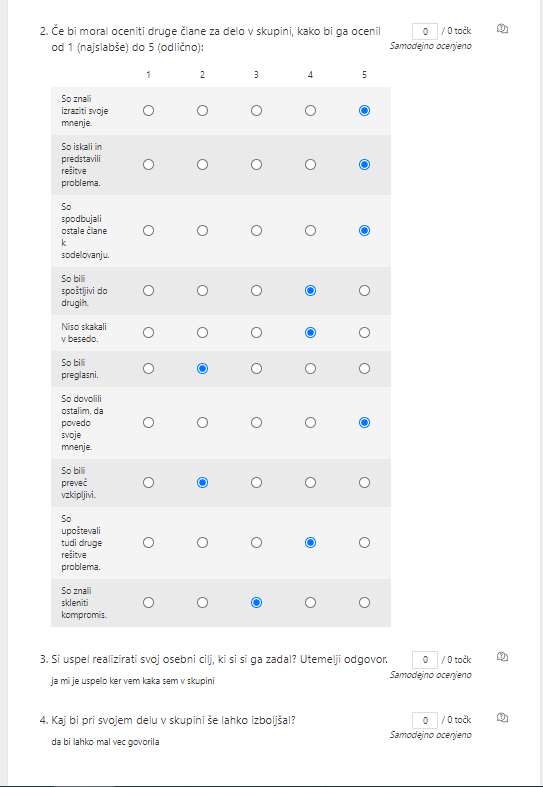 2. Če bi moral oceniti druge člane za delo v skupini, kako bi ga ocenil
od 1 (najslabše) do 5 (odlično):
0 / 0 točk
Samodejno ocenjeno
1 2 3 4 5
So znali
izraziti svoje
mnenje.
So iskali in
predstavili
rešitve
problema.
So
spodbujali
ostale člane
k
sodelovanju.
So bili
spoštljivi do
drugih.
Niso skakali
v besedo.
So bili
preglasni.
So dovolili
ostalim, da
povedo
svoje
mnenje.
So bili
preveč
vzkipljivi.
So
upoštevali
tudi druge
rešitve
problema.
So znali
skleniti
kompromis.
3. Si uspel realizirati svoj osebni cilj, ki si si ga zadal? Utemelji odgovor.
0 / 0 točk
Samodejno ocenjeno
ja mi je uspelo ker vem kaka sem v skupini
4. Kaj bi pri svojem delu v skupini še lahko izboljšal?
0 / 0 točk
Samodejno ocenjeno
da bi lahko mal vec govorila